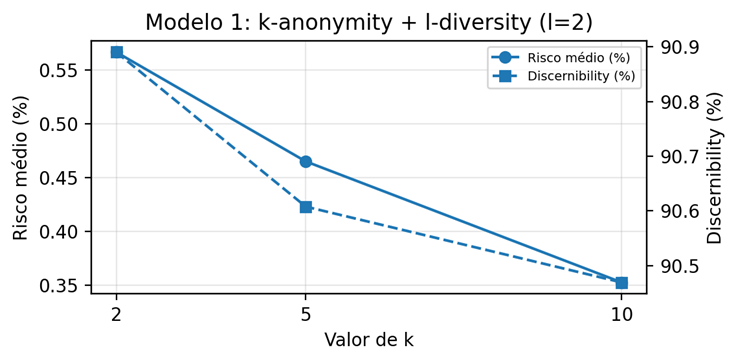 Modelo 1: k-anonymity + l-diversity (l=2)
Risco médio (%)
Discernibility (%)
0.55
0.50
0.45
0.40
0.35
Risco médio (%)
90.9
90.8
90.7
90.6
90.5
Discernibility (%)
2
5
10
Valor de k